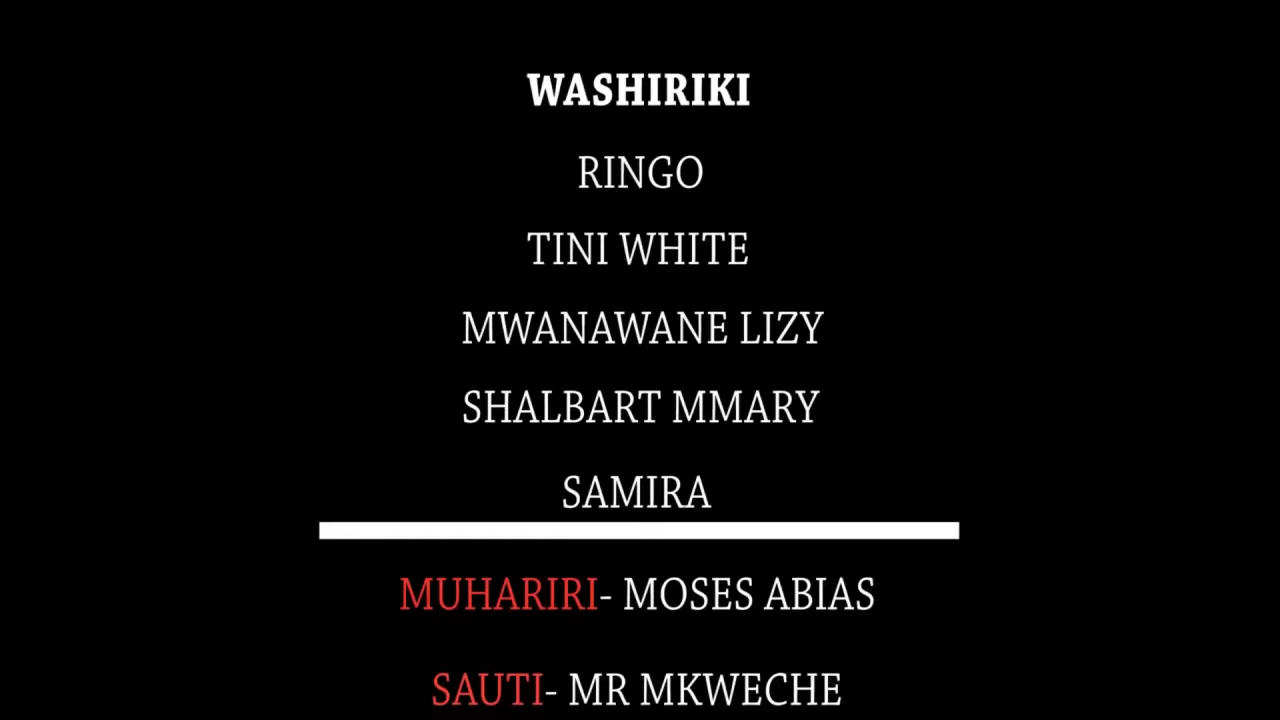 WASHIRIKI
RINGO
TINI WHITE
MWANAWANE LIZY
SHALBART MMARY
SAMIRA
MUHARIRI- MOSES ABIAS
SAUTI- MR MKWECHE